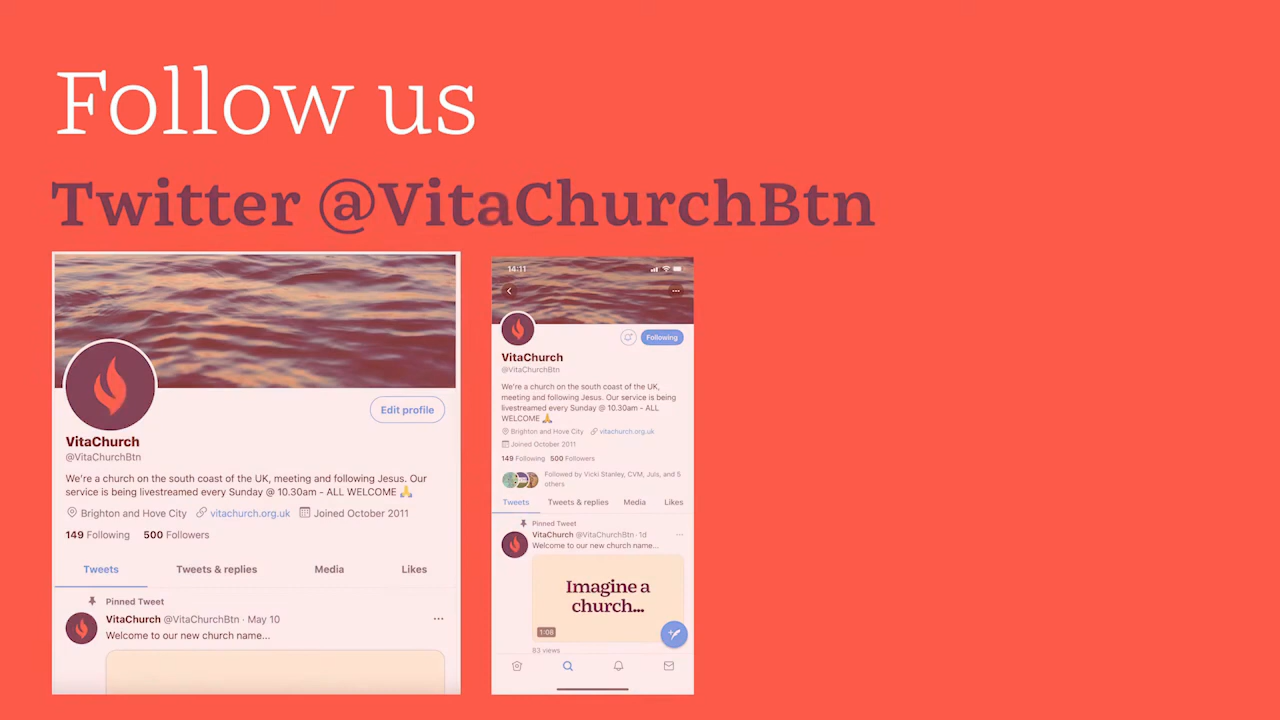 Follow us
Twitter @VitaChurchBtn
Edit profile
VitaChurch
@VitaChurchBtn
We're a church on the south coast of the UK, meeting and following Jesus. Our
service is being livestreamed every Sunday @ 10.30am - ALL WELCOME 🙏
Brighton and Hove City vitachurch.org.uk Joined October 2011
149 Following 500 Followers
Tweets Tweets & replies Media Likes
Pinned Tweet
VitaChurch @VitaChurchBtn · May 10
Welcome to our new church name...
14:11
Following
VitaChurch
@VitaChurchBtn
We're a church on the south coast of the UK,
meeting and following Jesus. Our service is being
livestreamed every Sunday @ 10.30am - ALL
WELCOME 🙏
Brighton and Hove City vitachurch.org.uk
Joined October 2011
149 Following 500 Followers
Followed by Vicki Stanley, CVM, Juls, and 5
others
Tweets Tweets & replies Media Likes
Pinned Tweet
VitaChurch @VitaChurchBtn · 1d
Welcome to our new church name...
Imagine a
church...
1:08
83 views